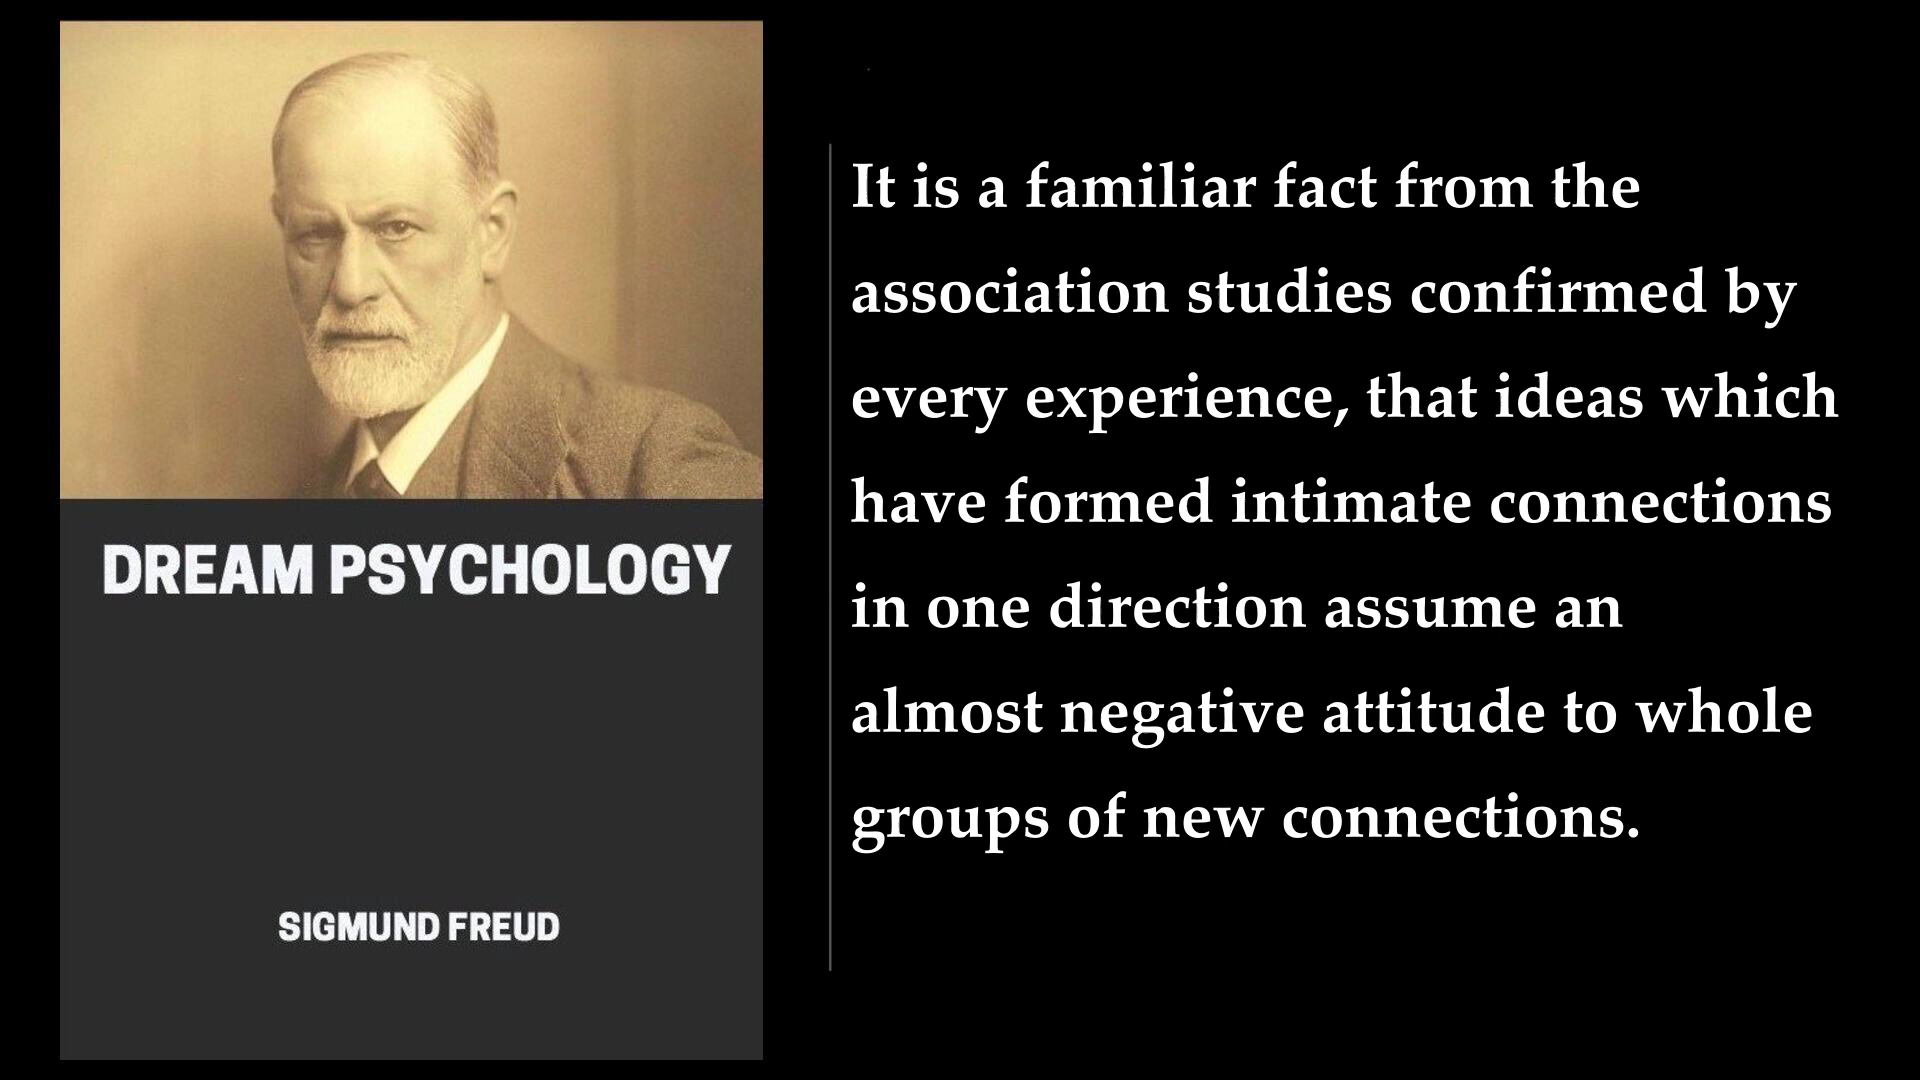 DREAM PSYCHOLOGY
SIGMUND FREUD
It is a familiar fact from the
association studies confirmed by
every experience, that ideas which
have formed intimate connections
in one direction assume an
almost negative attitude to whole
groups of new connections.